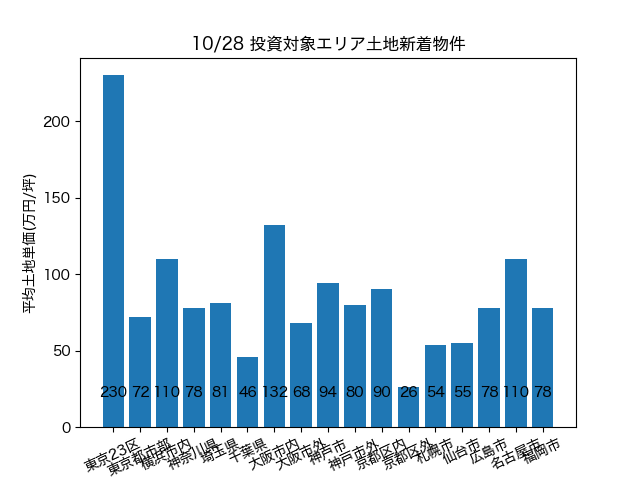 10/28 投資対象エリア土地新着物件
平均土地単価(万円/坪)
200
150
100
50
0
230 72 110 78 81 46 132 68 94 80 90 26 54 55 78 110 78
東京23区 東京都市部 横浜市内 神奈川県 埼玉県 千葉県 大阪市内 大阪市外 神戸市 神戸市外 京都区内 京都区外 札幌市 仙台市 広島市 名古屋市 福岡市